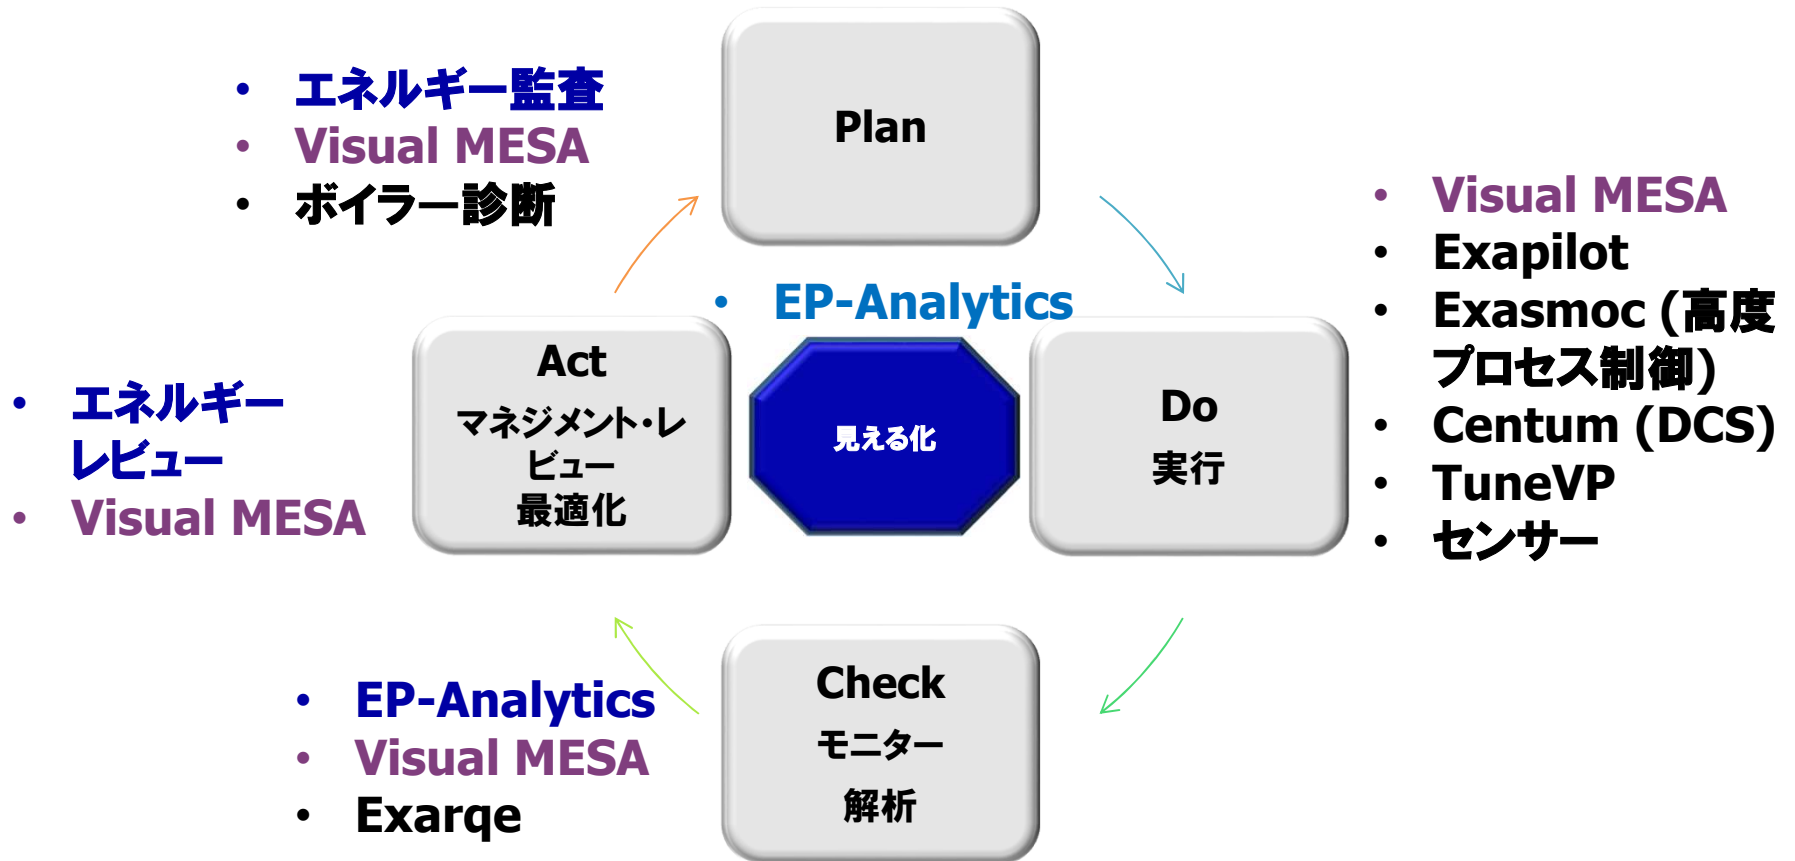 Plan
• エネルギー監査
• Visual MESA
• ボイラー診断
• Visual MESA
• Exapilot
• Exasmoc (高度
プロセス制御)
• Centum (DCS)
• TuneVP
• センサー
• EP-Analytics
見える化
Do
実行
Act
マネジメント・レ
ビュー
最適化
• エネルギー
レビュー
• Visual MESA
Check
モニター
解析
• EP-Analytics
• Visual MESA
• Exarqe